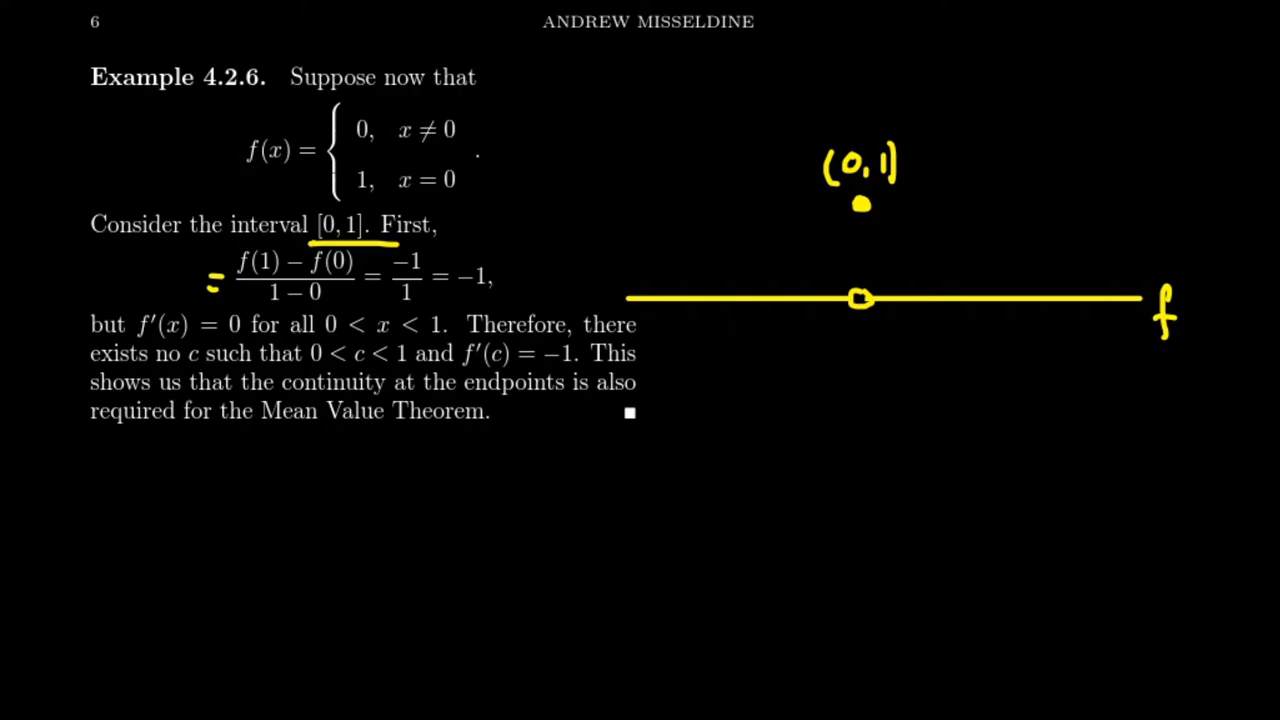 6 ANDREW MISSELDINE
Example 4.2.6. Suppose now that
f(x) = { 0, x ≠ 0
1, x = 0 .
Consider the interval [0, 1]. First,
= f(1) − f(0) / 1 − 0 = −1 / 1 = −1,
but f′(x) = 0 for all 0 < x < 1. Therefore, there
exists no c such that 0 < c < 1 and f′(c) = −1. This
shows us that the continuity at the endpoints is also
required for the Mean Value Theorem. ■
(0, 1)
f